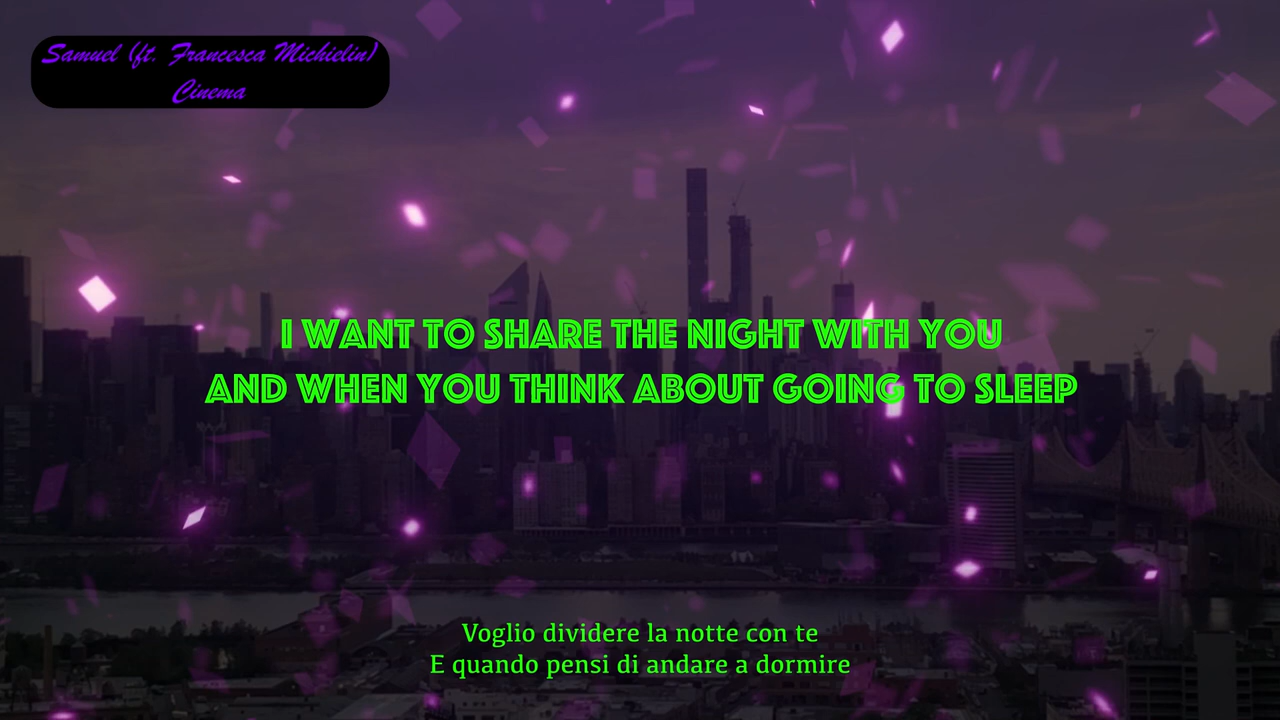 Samuel (ft. Francesca Michielin)
Cinema
I WANT TO SHARE THE NIGHT WITH YOU
AND WHEN YOU THINK ABOUT GOING TO SLEEP
Voglio dividere la notte con te
E quando pensi di andare a dormire